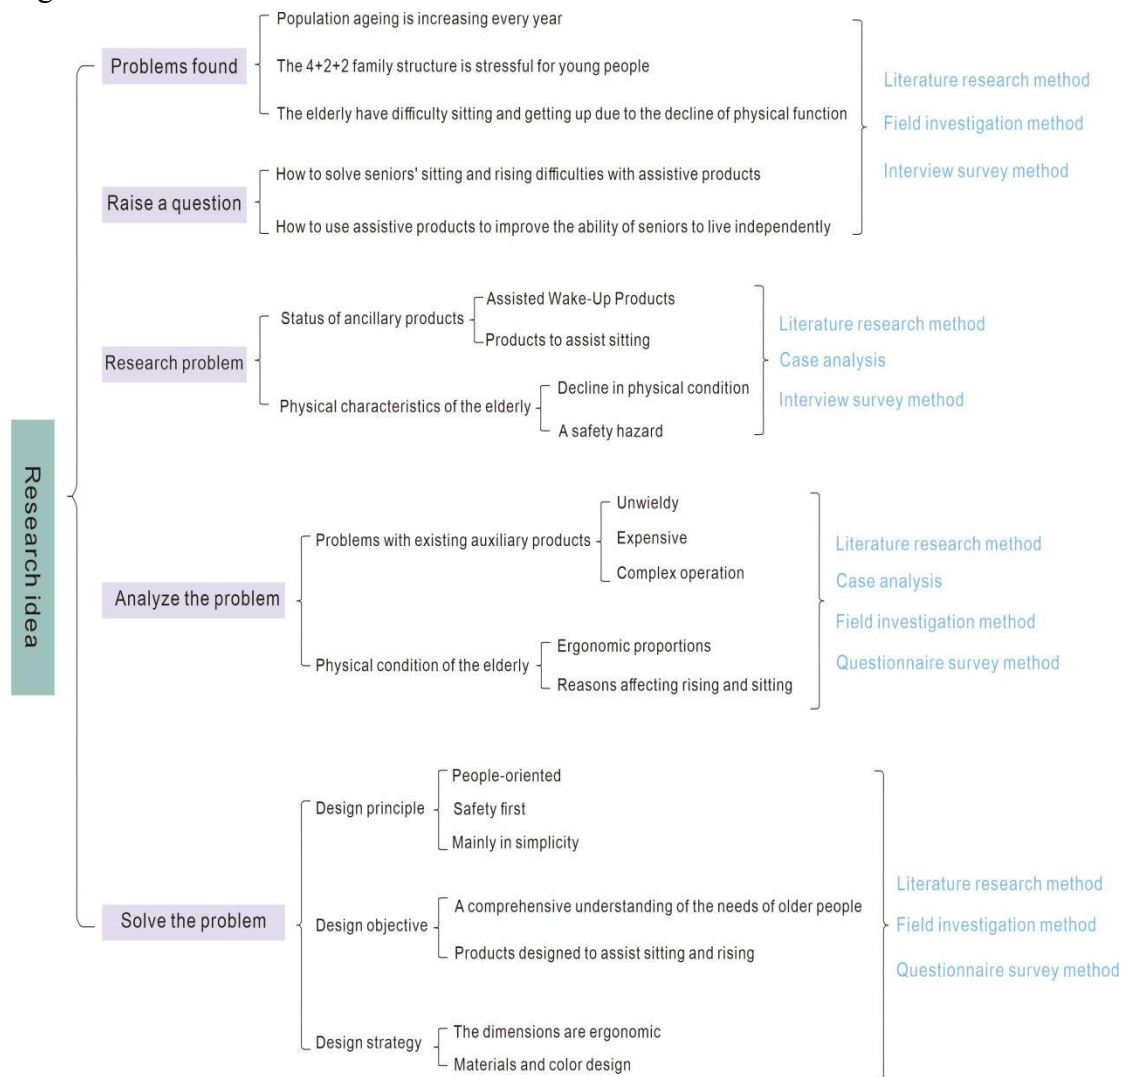 Research idea
Problems found
Population ageing is increasing every year
The 4+2+2 family structure is stressful for young people
The elderly have difficulty sitting and getting up due to the decline of physical function
Raise a question
How to solve seniors' sitting and rising difficulties with assistive products
How to use assistive products to improve the ability of seniors to live independently
Literature research method
Field investigation method
Interview survey method
Research problem
Status of ancillary products
Assisted Wake-Up Products
Products to assist sitting
Physical characteristics of the elderly
Decline in physical condition
A safety hazard
Literature research method
Case analysis
Interview survey method
Analyze the problem
Problems with existing auxiliary products
Unwieldy
Expensive
Complex operation
Physical condition of the elderly
Ergonomic proportions
Reasons affecting rising and sitting
Literature research method
Case analysis
Field investigation method
Questionnaire survey method
Solve the problem
Design principle
People-oriented
Safety first
Mainly in simplicity
Design objective
A comprehensive understanding of the needs of older people
Products designed to assist sitting and rising
Design strategy
The dimensions are ergonomic
Materials and color design
Literature research method
Field investigation method
Questionnaire survey method